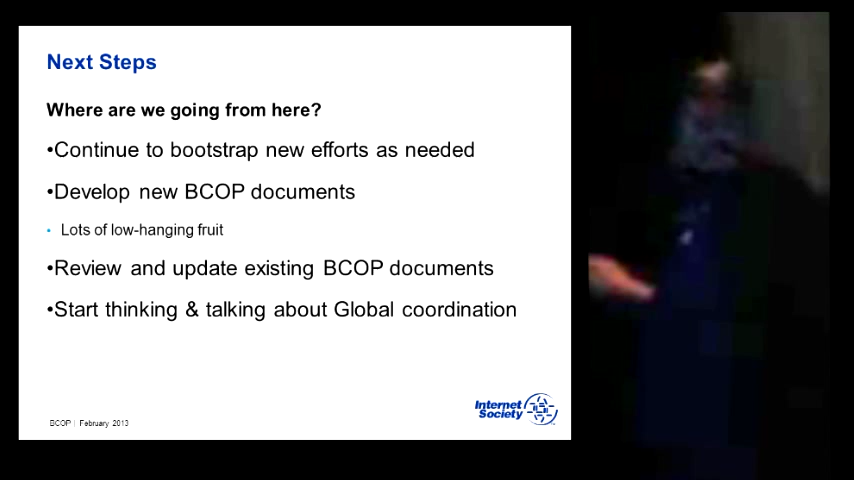 Next Steps
Where are we going from here?
•Continue to bootstrap new efforts as needed
•Develop new BCOP documents
• Lots of low-hanging fruit
•Review and update existing BCOP documents
•Start thinking & talking about Global coordination
Internet
Society
BCOP | February 2013